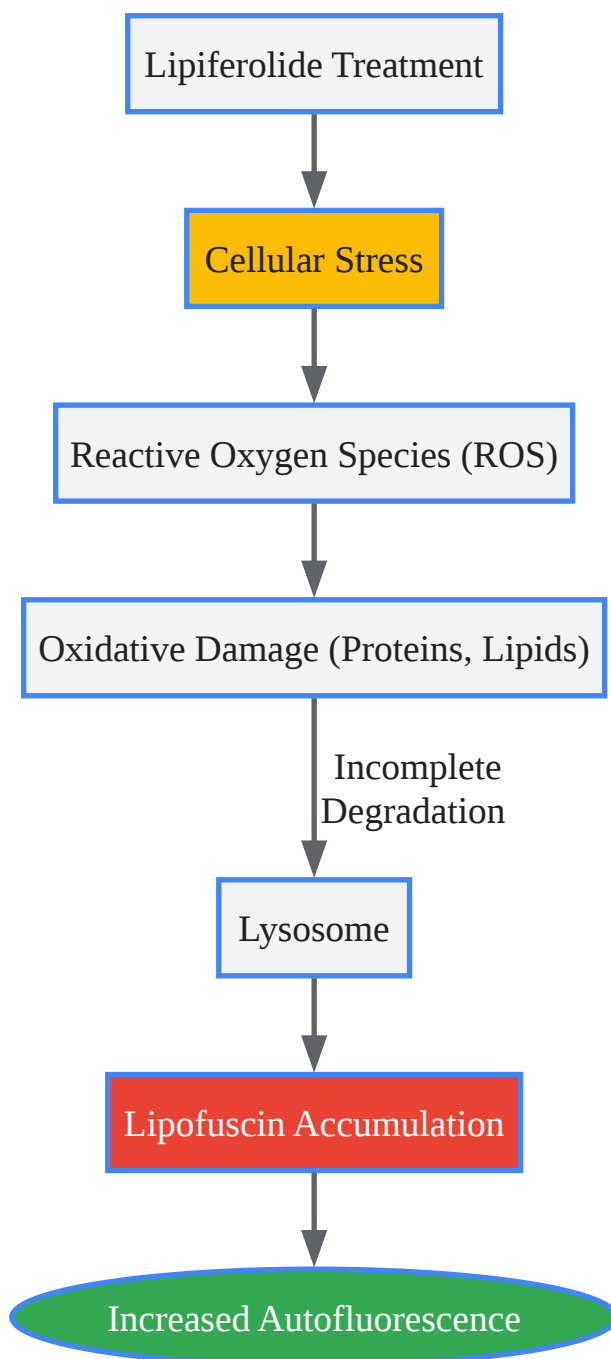 Lipiferolide Treatment
Cellular Stress
Reactive Oxygen Species (ROS)
Oxidative Damage (Proteins, Lipids)
Incomplete
Degradation
Lysosome
Lipofuscin Accumulation
Increased Autofluorescence